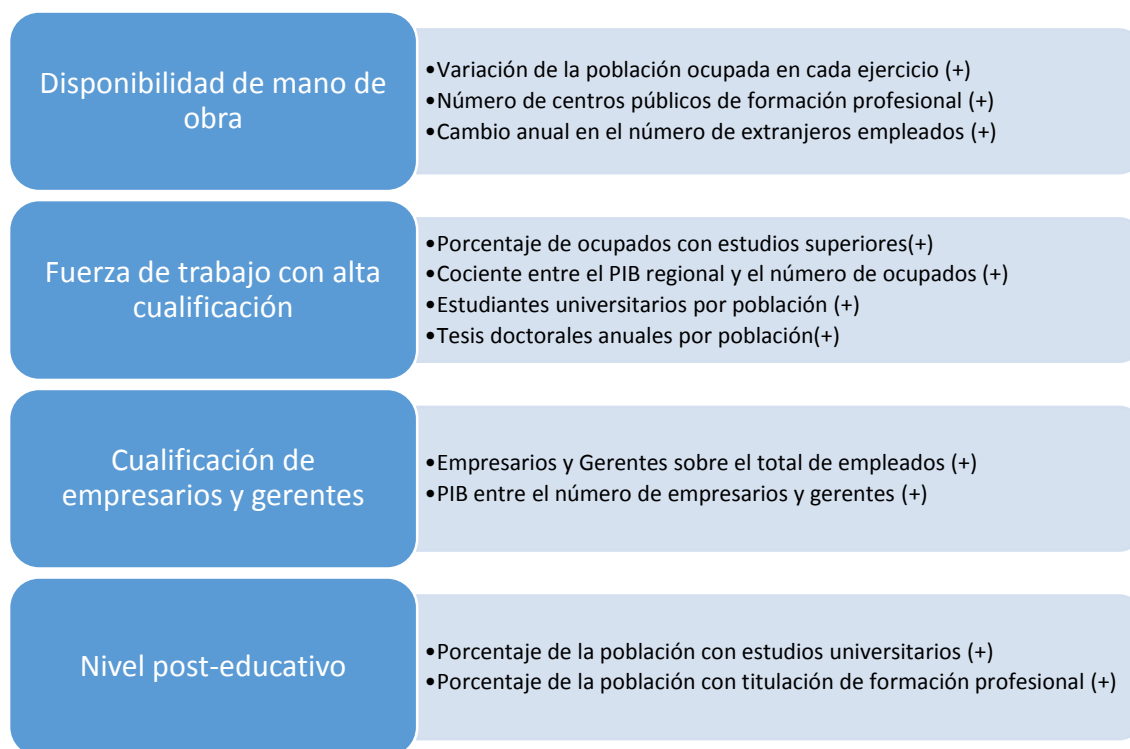 Disponibilidad de mano de
obra
•Variación de la población ocupada en cada ejercicio (+)
•Número de centros públicos de formación profesional (+)
•Cambio anual en el número de extranjeros empleados (+)
Fuerza de trabajo con alta
cualificación
•Porcentaje de ocupados con estudios superiores(+)
•Cociente entre el PIB regional y el número de ocupados (+)
•Estudiantes universitarios por población (+)
•Tesis doctorales anuales por población(+)
Cualificación de
empresarios y gerentes
•Empresarios y Gerentes sobre el total de empleados (+)
•PIB entre el número de empresarios y gerentes (+)
Nivel post-educativo
•Porcentaje de la población con estudios universitarios (+)
•Porcentaje de la población con titulación de formación profesional (+)